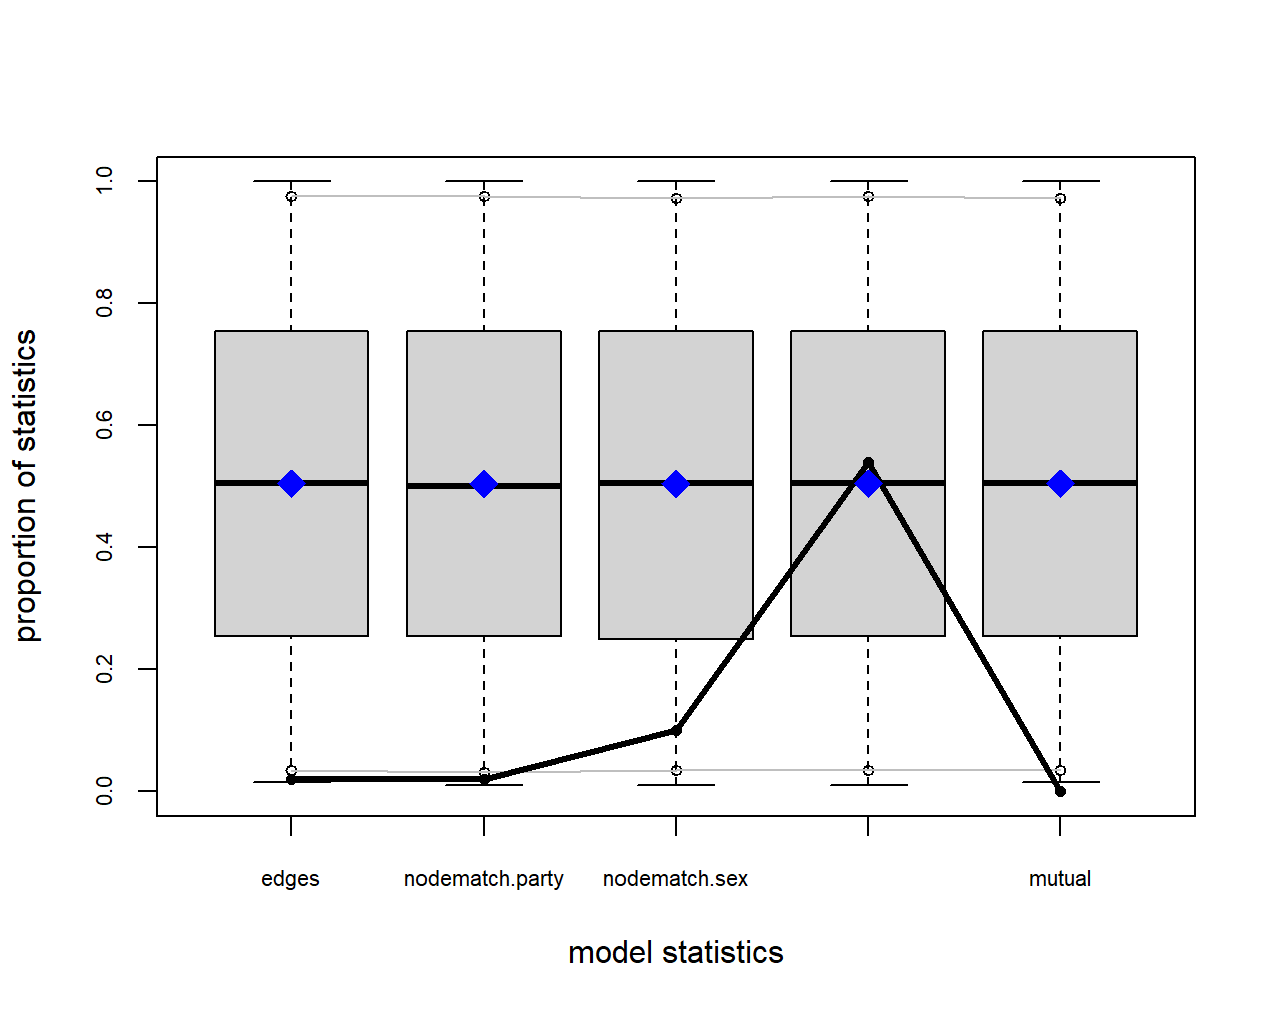 proportion of statistics
1.0
0.8
0.6
0.4
0.2
0.0
edges nodematch.party nodematch.sex mutual
model statistics